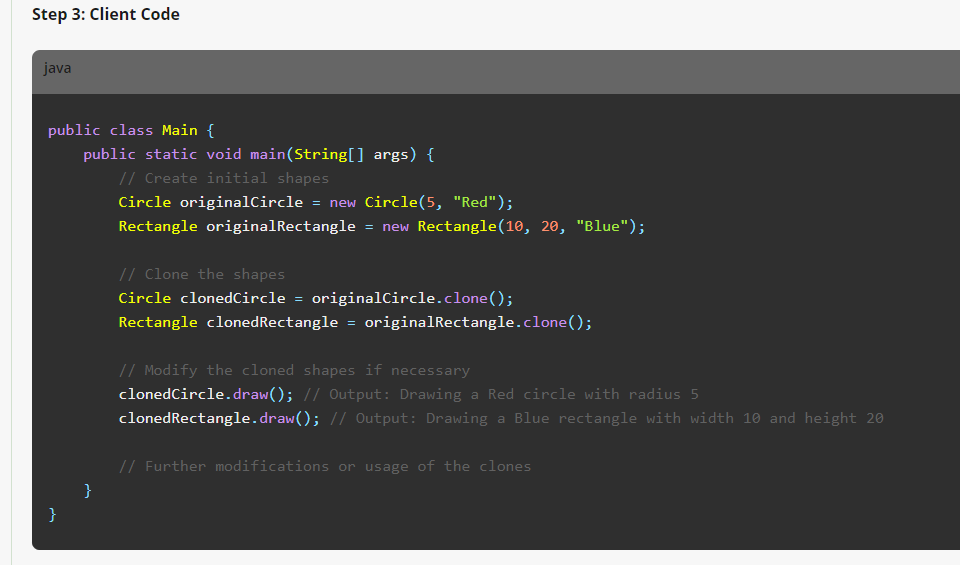 Step 3: Client Code
java
public class Main {
    public static void main(String[] args) {
        // Create initial shapes
        Circle originalCircle = new Circle(5, "Red");
        Rectangle originalRectangle = new Rectangle(10, 20, "Blue");
        // Clone the shapes
        Circle clonedCircle = originalCircle.clone();
        Rectangle clonedRectangle = originalRectangle.clone();
        // Modify the cloned shapes if necessary
        clonedCircle.draw(); // Output: Drawing a Red circle with radius 5
        clonedRectangle.draw(); // Output: Drawing a Blue rectangle with width 10 and height 20
        // Further modifications or usage of the clones
    }
}